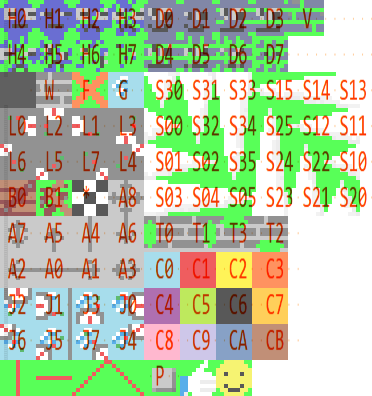 H0 H1 H2 H3 D0 D1 D2 D3 V
H4 H5 H6 H7 D4 D5 D6 D7
W F G S30 S31 S33 S15 S14 S13
L0 L2 L1 L3 S00 S32 S34 S25 S12 S11
L6 L5 L7 L4 S01 S02 S35 S24 S22 S10
B0 B1 * A8 S03 S04 S05 S23 S21 S20
A7 A5 A4 A6 T0 T1 T3 T2
A2 A0 A1 A3 C0 C1 C2 C3
J2 J1 J3 J0 C4 C5 C6 C7
J6 J5 J7 J4 C8 C9 CA CB
P